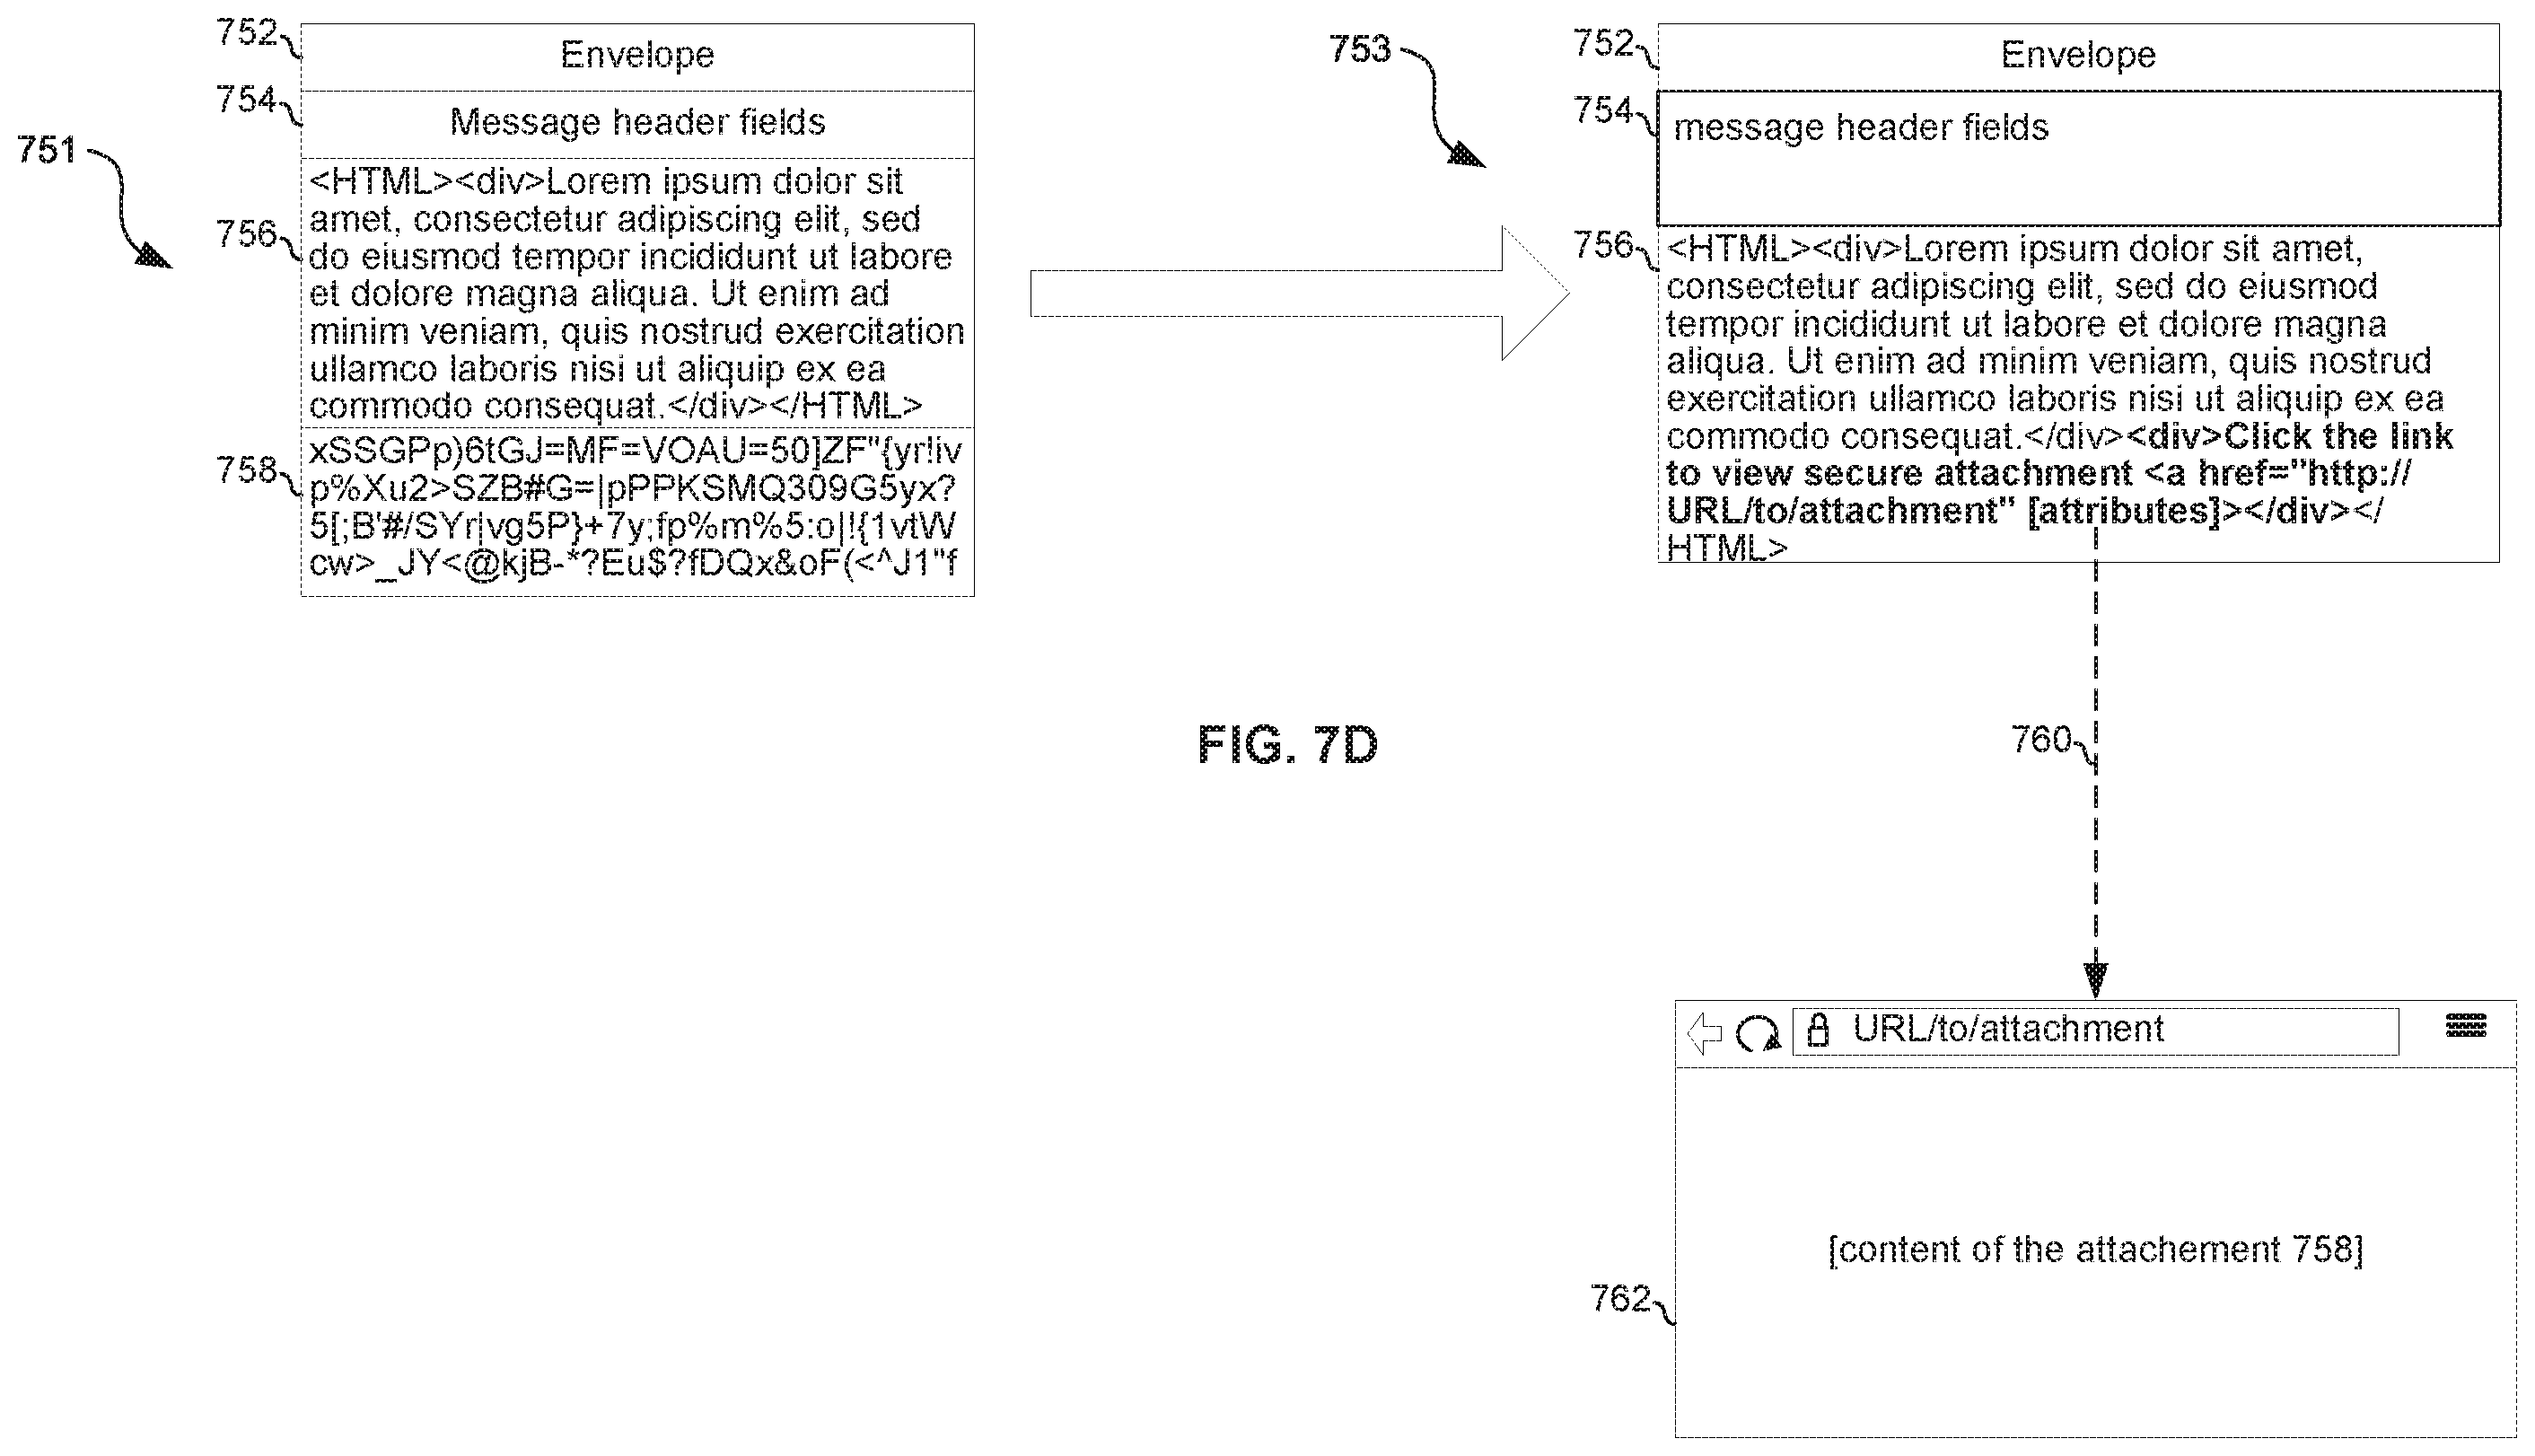 751
752
Envelope
754
Message header fields
756
<HTML><div>Lorem ipsum dolor sit
amet, consectetur adipiscing elit, sed
do eiusmod tempor incididunt ut labore
et dolore magna aliqua. Ut enim ad
minim veniam, quis nostrud exercitation
ullamco laboris nisi ut aliquip ex ea
commodo consequat.</div></HTML>
758
xSSGPp)6tGJ=MF=VOAU=50]ZF"{yr!iv
p%Xu2>SZB#G=|pPPKSMQ309G5yx?
5[;B'#/SYr|vg5P}+7y;fp%m%5:o|!{1vtW
cw>_JY<@kjB-*?Eu$?fDQx&oF(<^J1"f
753
752
Envelope
754
message header fields
756
<HTML><div>Lorem ipsum dolor sit amet,
consectetur adipiscing elit, sed do eiusmod
tempor incididunt ut labore et dolore magna
aliqua. Ut enim ad minim veniam, quis nostrud
exercitation ullamco laboris nisi ut aliquip ex ea
commodo consequat.</div><div>Click the link
to view secure attachment <a href="http://
URL/to/attachment" [attributes]></div></
HTML>
FIG. 7D
760
URL/to/attachment
[content of the attachement 758]
762